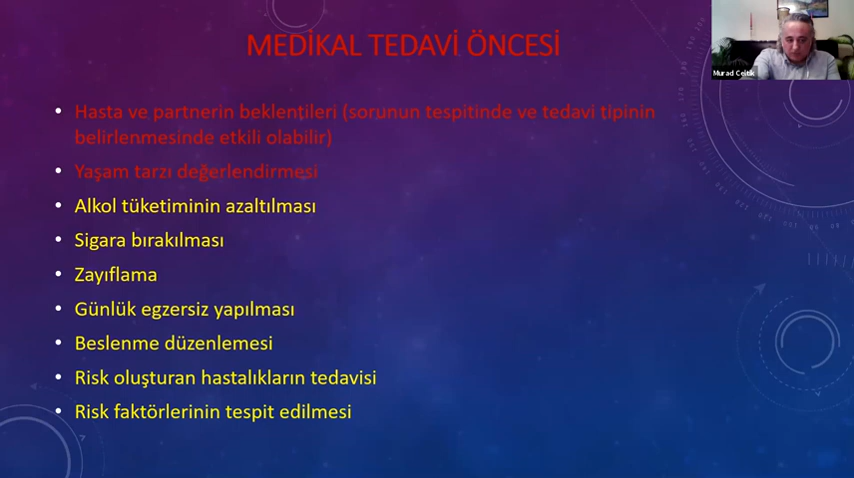 MEDİKAL TEDAVİ ÖNCESİ
Murad Çeltik
• Hasta ve partnerin beklentileri (sorunun tespitinde ve tedavi tipinin
belirlenmesinde etkili olabilir)
• Yaşam tarzı değerlendirmesi
• Alkol tüketiminin azaltılması
• Sigara bırakılması
• Zayıflama
• Günlük egzersiz yapılması
• Beslenme düzenlemesi
• Risk oluşturan hastalıkların tedavisi
• Risk faktörlerinin tespit edilmesi